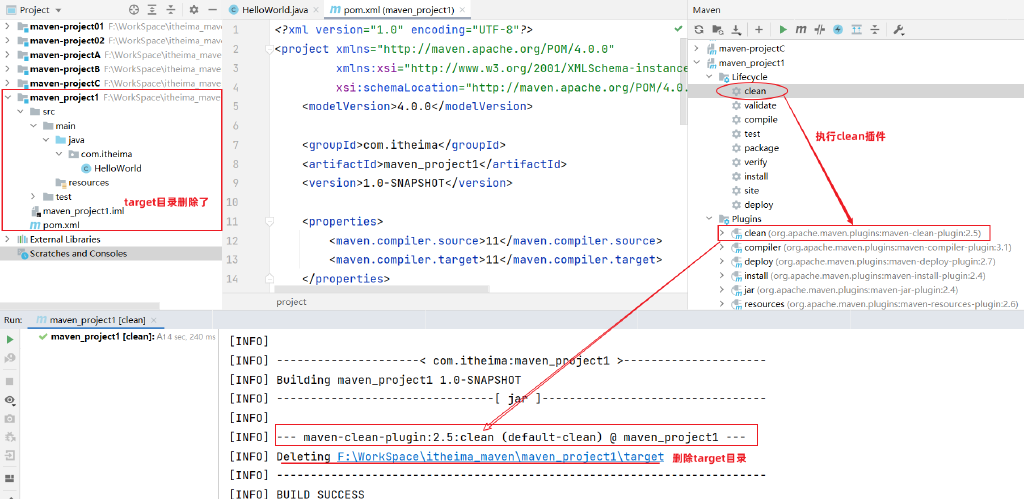 Project
maven-project01 F:\WorkSpace\itheima_mav
maven-project02 F:\WorkSpace\itheima_mav
maven-projectA F:\WorkSpace\itheima_mave
maven-projectB F:\WorkSpace\itheima_mave
maven-projectC F:\WorkSpace\itheima_mave
maven_project1 F:\WorkSpace\itheima_mave
src
main
java
com.itheima
HelloWorld
resources
test
target目录删除了
maven_project1.iml
pom.xml
External Libraries
Scratches and Consoles
HelloWorld.java
pom.xml (maven_project1)
1 <?xml version="1.0" encoding="UTF-8"?>
2 <project xmlns="http://maven.apache.org/POM/4.0.0"
3 xmlns:xsi="http://www.w3.org/2001/XMLSchema-instance
4 xsi:schemaLocation="http://maven.apache.org/POM/4.0.
5 <modelVersion>4.0.0</modelVersion>
6
7 <groupId>com.itheima</groupId>
8 <artifactId>maven_project1</artifactId>
9 <version>1.0-SNAPSHOT</version>
10
11 <properties>
12 <maven.compiler.source>11</maven.compiler.source>
13 <maven.compiler.target>11</maven.compiler.target>
14 </properties>
project
Maven
maven-projectC
maven_project1
Lifecycle
clean
validate
compile
test
package
verify
install
site
deploy
执行clean插件
Plugins
clean (org.apache.maven.plugins:maven-clean-plugin:2.5)
compiler (org.apache.maven.plugins:maven-compiler-plugin:3.1)
deploy (org.apache.maven.plugins:maven-deploy-plugin:2.7)
install (org.apache.maven.plugins:maven-install-plugin:2.4)
jar (org.apache.maven.plugins:maven-jar-plugin:2.4)
resources (org.apache.maven.plugins:maven-resources-plugin:2.6)
Run: maven_project1 [clean]
maven_project1 [clean]: At 4 sec, 240 ms
[INFO]
[INFO] --------------------< com.itheima:maven_project1 >--------------------
[INFO] Building maven_project1 1.0-SNAPSHOT
[INFO] --------------------------------[ jar ]---------------------------------
[INFO]
[INFO] --- maven-clean-plugin:2.5:clean (default-clean) @ maven_project1 ---
[INFO] Deleting F:\WorkSpace\itheima_maven\maven_project1\target 删除target目录
[INFO] ------------------------------------------------------------------------
[INFO] BUILD SUCCESS